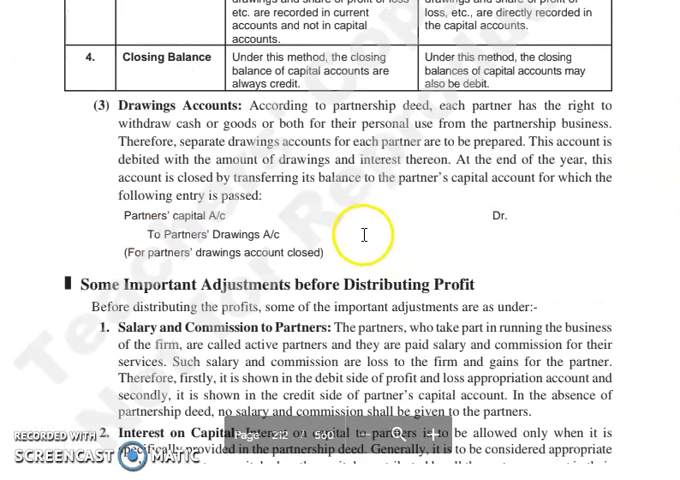 drawings and share of profit or loss
etc. are recorded in current
accounts and not in capital
accounts.
drawings and share of profit or
loss, etc., are directly recorded in
the capital accounts.
4. Closing Balance
Under this method, the closing
balance of capital accounts are
always credit.
Under this method, the closing
balances of capital accounts may
also be debit.
(3) Drawings Accounts: According to partnership deed, each partner has the right to
withdraw cash or goods or both for their personal use from the partnership business.
Therefore, separate drawings accounts for each partner are to be prepared. This account is
debited with the amount of drawings and interest thereon. At the end of the year, this
account is closed by transferring its balance to the partner's capital account for which the
following entry is passed:
Partners' capital A/c Dr.
To Partners' Drawings A/c
(For partners' drawings account closed)
Some Important Adjustments before Distributing Profit
Before distributing the profits, some of the important adjustments are as under:-
1. Salary and Commission to Partners: The partners, who take part in running the business
of the firm, are called active partners and they are paid salary and commission for their
services. Such salary and commission are loss to the firm and gains for the partner.
Therefore, firstly, it is shown in the debit side of profit and loss appropriation account and
secondly, it is shown in the credit side of partner's capital account. In the absence of
partnership deed, no salary and commission shall be given to the partners.
2. Interest on Capital: Interest on capital to partners is to be allowed only when it is
specifically provided in the partnership deed. Generally, it is to be considered appropriate
Page 212 / 500
RECORDED WITH
SCREENCAST MATIC